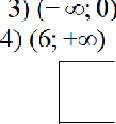 3) (−∞; 0)
4) (6; +∞)